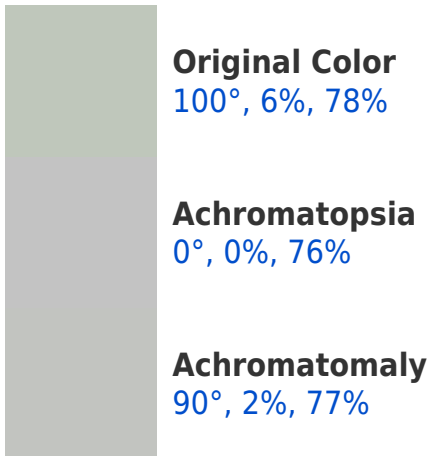 Original Color
100°, 6%, 78%
Achromatopsia
0°, 0%, 76%
Achromatomaly
90°, 2%, 77%